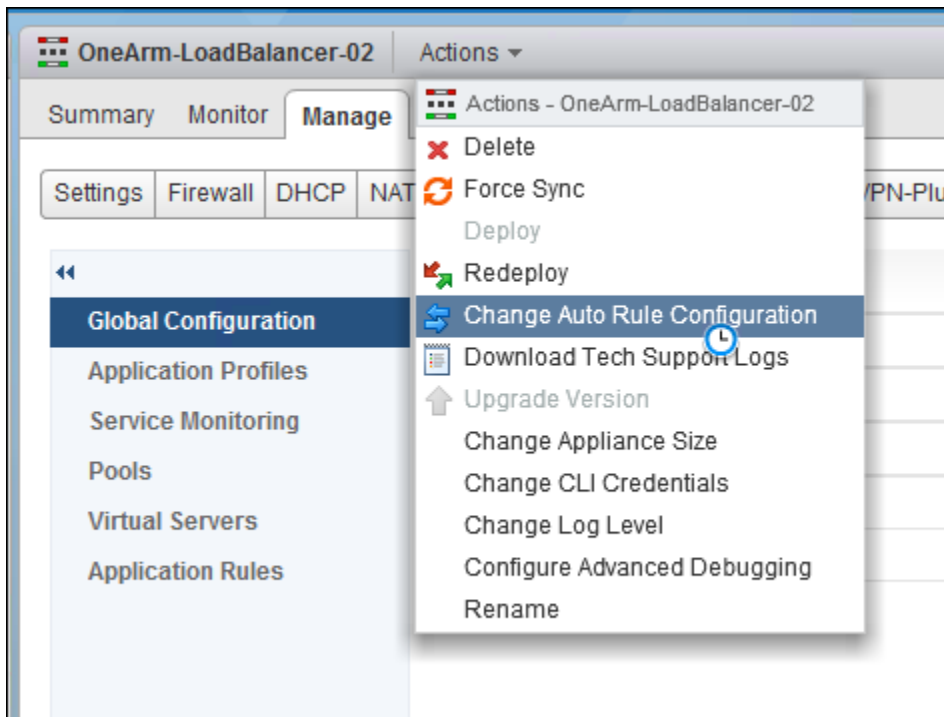 OneArm-LoadBalancer-02 Actions
Summary Monitor Manage
Settings Firewall DHCP NAT
Global Configuration
Application Profiles
Service Monitoring
Pools
Virtual Servers
Application Rules
Actions - OneArm-LoadBalancer-02
Delete
Force Sync
Deploy
Redeploy
Change Auto Rule Configuration
Download Tech Support Logs
Upgrade Version
Change Appliance Size
Change CLI Credentials
Change Log Level
Configure Advanced Debugging
Rename